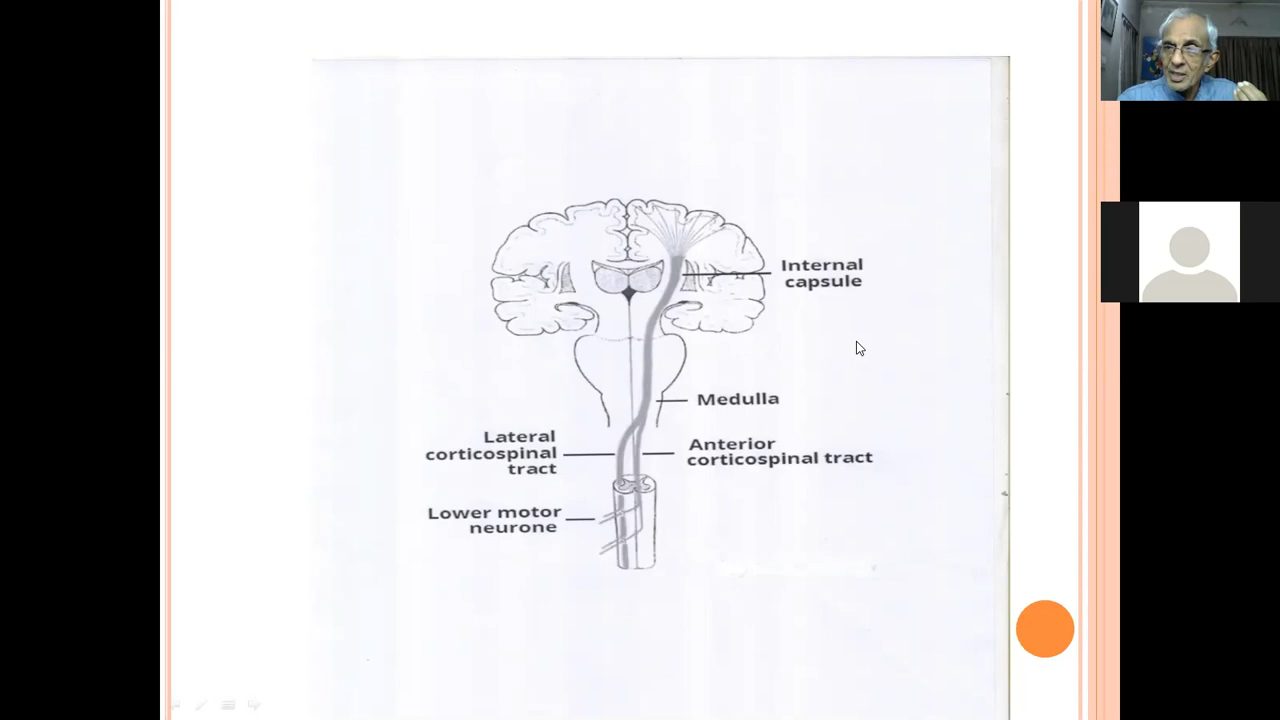 Internal
capsule
Medulla
Lateral
corticospinal
tract
Anterior
corticospinal tract
Lower motor
neurone